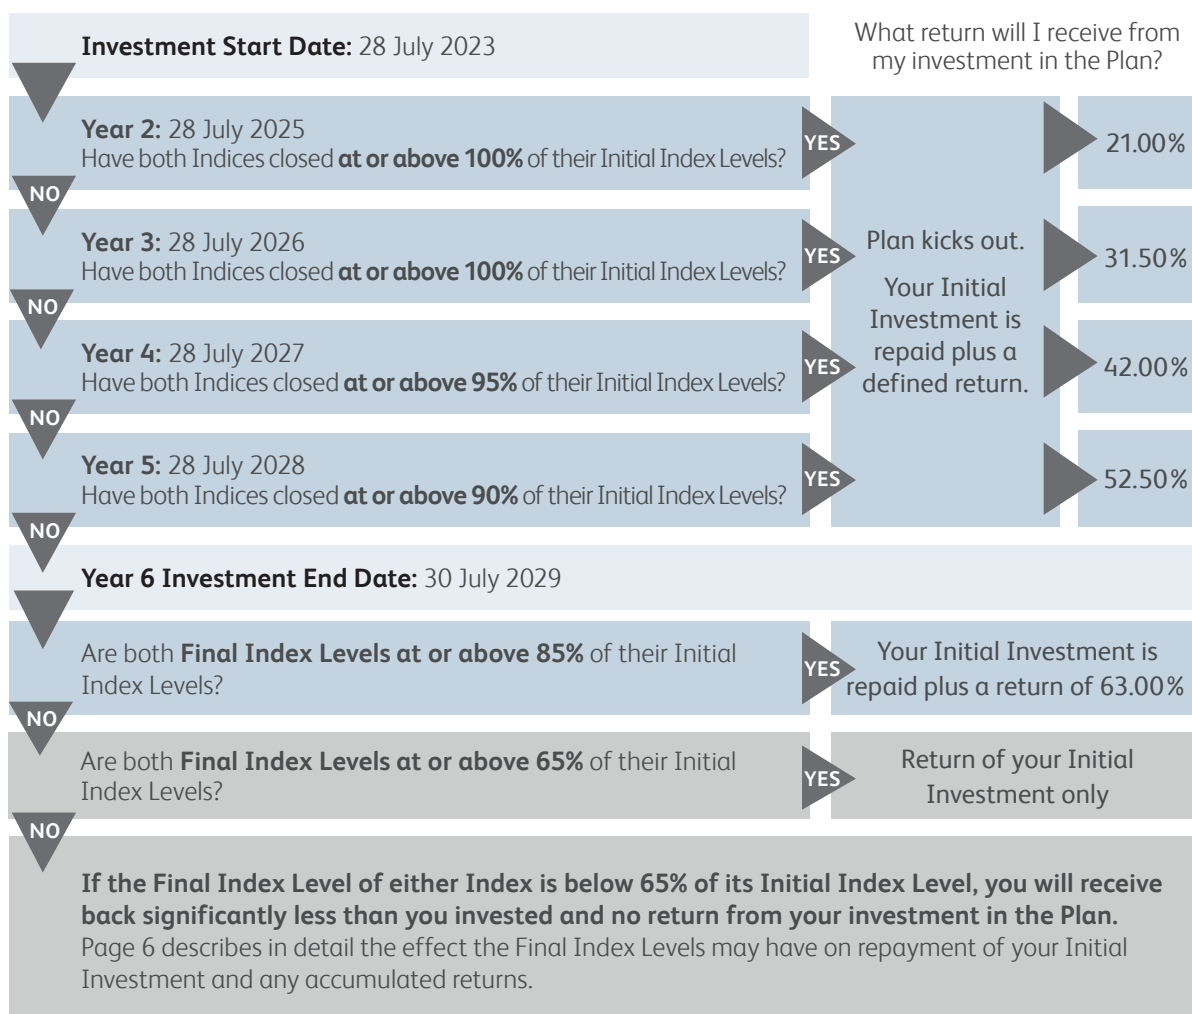 Investment Start Date: 28 July 2023
What return will I receive from
my investment in the Plan?
Year 2: 28 July 2025
Have both Indices closed at or above 100% of their Initial Index Levels?
YES
21.00%
NO
Year 3: 28 July 2026
Have both Indices closed at or above 100% of their Initial Index Levels?
YES
Plan kicks out.
Your Initial
Investment is
repaid plus a
defined return.
31.50%
NO
Year 4: 28 July 2027
Have both Indices closed at or above 95% of their Initial Index Levels?
YES
42.00%
NO
Year 5: 28 July 2028
Have both Indices closed at or above 90% of their Initial Index Levels?
YES
52.50%
NO
Year 6 Investment End Date: 30 July 2029
Are both Final Index Levels at or above 85% of their Initial
Index Levels?
YES
Your Initial Investment is
repaid plus a return of 63.00%
NO
Are both Final Index Levels at or above 65% of their Initial
Index Levels?
YES
Return of your Initial
Investment only
NO
If the Final Index Level of either Index is below 65% of its Initial Index Level, you will receive
back significantly less than you invested and no return from your investment in the Plan.
Page 6 describes in detail the effect the Final Index Levels may have on repayment of your Initial
Investment and any accumulated returns.